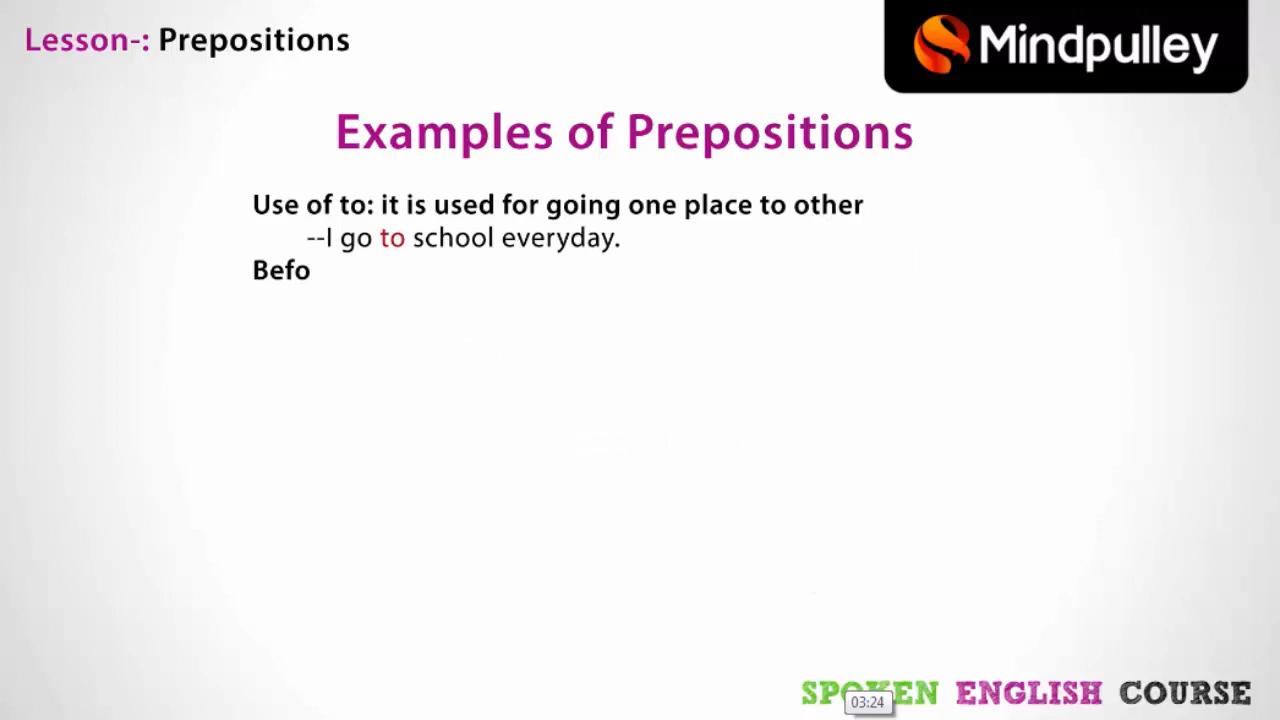 Lesson-: Prepositions
Mindpulley
Examples of Prepositions
Use of to: it is used for going one place to other
--I go to school everyday.
Befo
SPOKEN ENGLISH COURSE
03:24